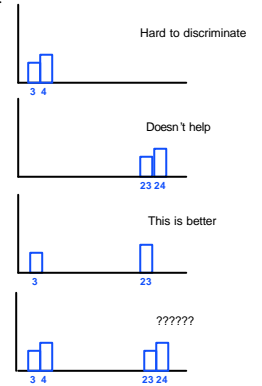 Hard to discriminate
3 4
Doesn't help
23 24
This is better
3 23
??????
3 4 23 24